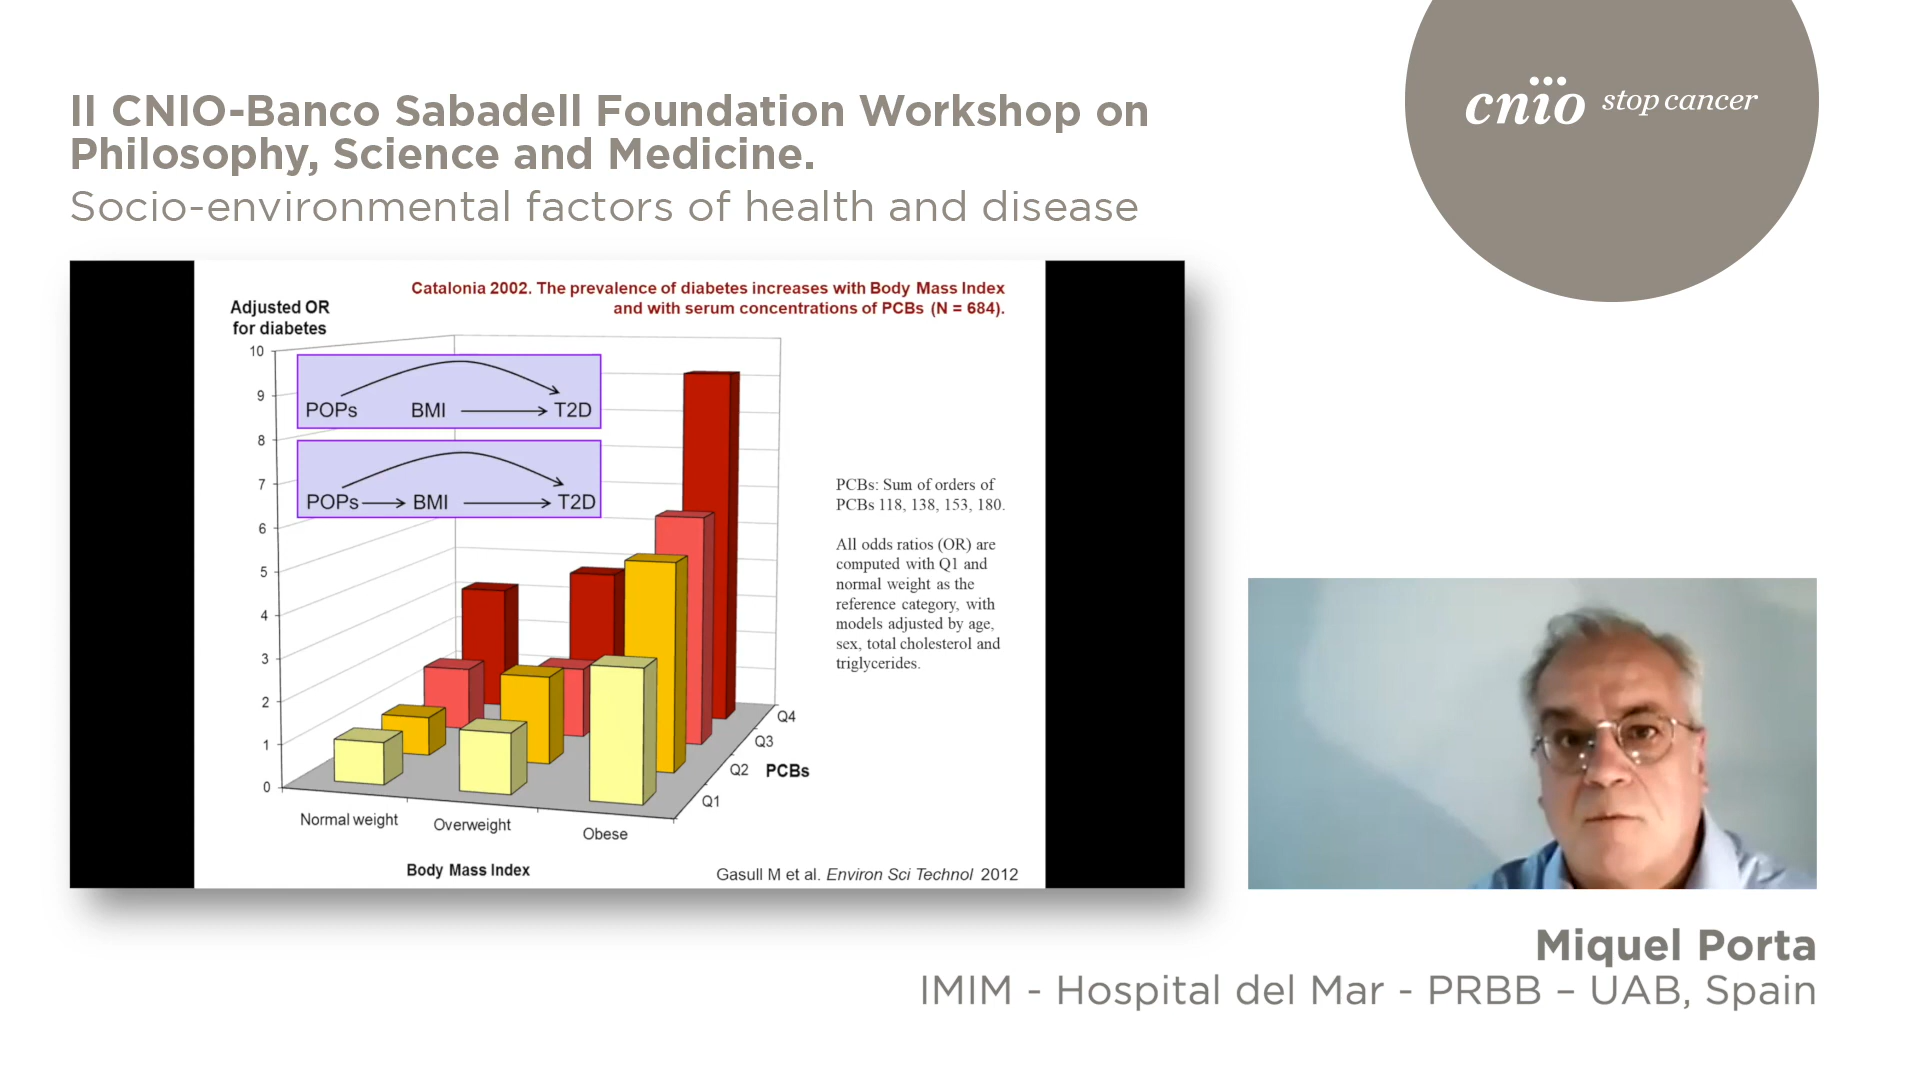 II CNIO-Banco Sabadell Foundation Workshop on
Philosophy, Science and Medicine.
Socio-environmental factors of health and disease
cnio stop cancer
Catalonia 2002. The prevalence of diabetes increases with Body Mass Index
and with serum concentrations of PCBs (N = 684).
Adjusted OR
for diabetes
10
9
8
7
6
5
4
3
2
1
0
POPs BMI T2D
POPs BMI T2D
PCBs: Sum of orders of
PCBs 118, 138, 153, 180.
All odds ratios (OR) are
computed with Q1 and
normal weight as the
reference category, with
models adjusted by age,
sex, total cholesterol and
triglycerides.
Q4
Q3
Q2 PCBs
Q1
Normal weight
Overweight
Obese
Body Mass Index
Gasull M et al. Environ Sci Technol 2012
Miquel Porta
IMIM - Hospital del Mar - PRBB – UAB, Spain